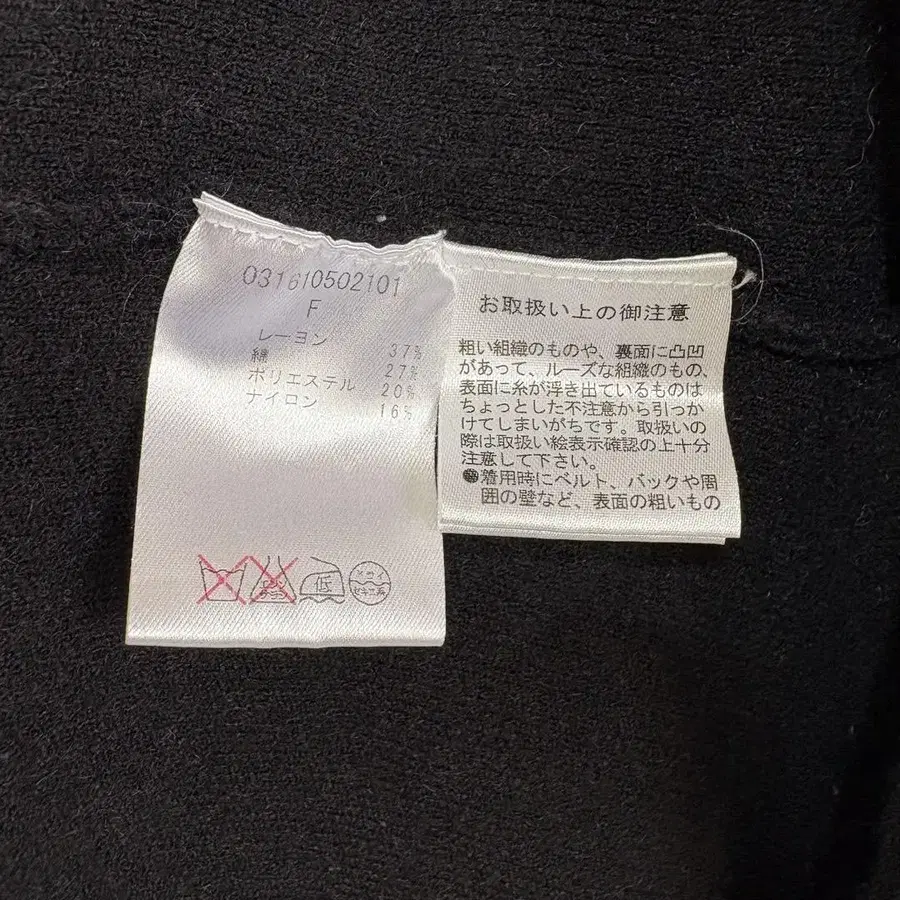 031610502101
F
レーヨン 37%
綿 27%
ポリエステル 20%
ナイロン 16%
低
ドライ
セキユ系
お取扱い上の御注意
粗い組織のものや、裏面に凸凹
があって、ルーズな組織のもの、
表面に糸が浮き出ているものは
ちょっとした不注意から引っか
けてしまいがちです。取扱いの
際は取扱い絵表示確認の上十分
注意して下さい。
●着用時にベルト、バックや周
囲の壁など、表面の粗いもの